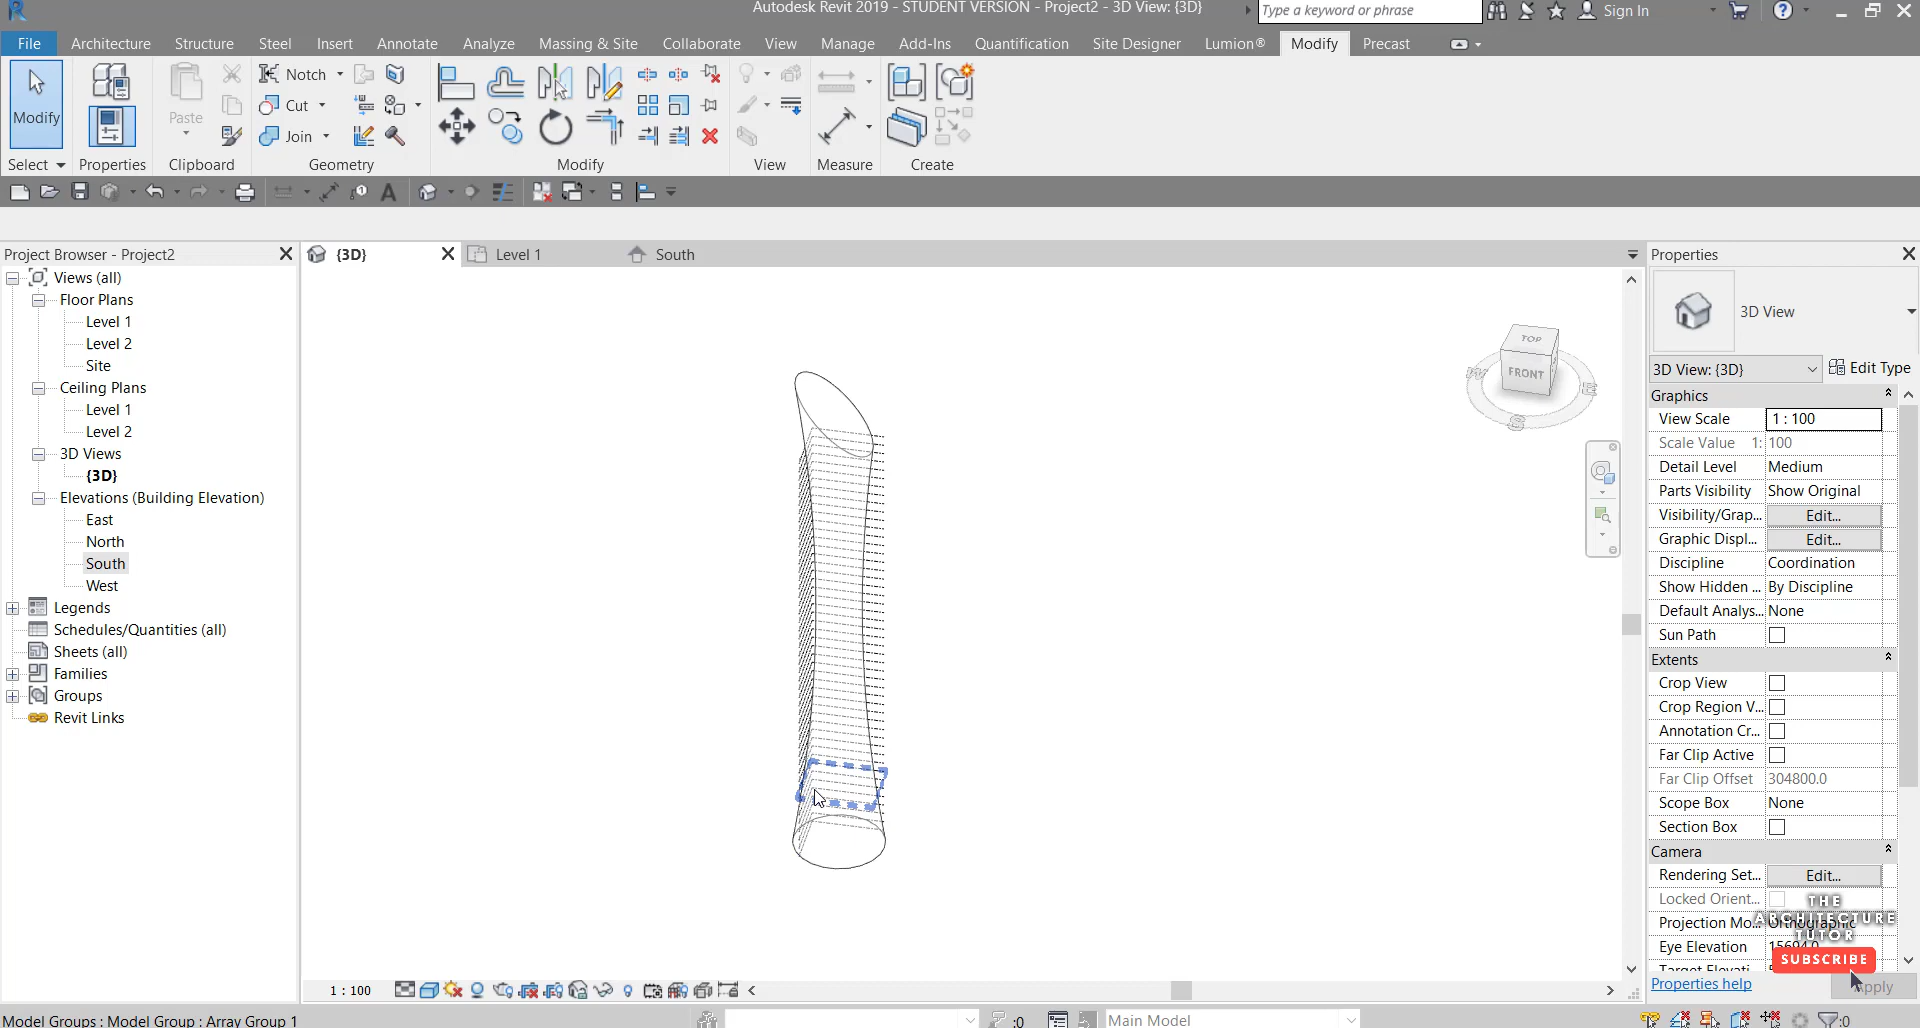 Autodesk Revit 2019 - STUDENT VERSION - Project2 - 3D View: {3D}
Type a keyword or phrase
Sign In
File Architecture Structure Steel Insert Annotate Analyze Massing & Site Collaborate View Manage Add-Ins Quantification Site Designer Lumion® Modify Precast
Modify
Paste
Notch
Cut
Join
Select Properties Clipboard Geometry Modify View Measure Create
Project Browser - Project2
Views (all)
Floor Plans
Level 1
Level 2
Site
Ceiling Plans
Level 1
Level 2
3D Views
{3D}
Elevations (Building Elevation)
East
North
South
West
Legends
Schedules/Quantities (all)
Sheets (all)
Families
Groups
Revit Links
{3D}
Level 1
South
TOP
FRONT
W
E
S
1 : 100
Properties
3D View
3D View: {3D}
Edit Type
Graphics
View Scale 1 : 100
Scale Value 1: 100
Detail Level Medium
Parts Visibility Show Original
Visibility/Grap... Edit...
Graphic Displ... Edit...
Discipline Coordination
Show Hidden ... By Discipline
Default Analys... None
Sun Path
Extents
Crop View
Crop Region V...
Annotation Cr...
Far Clip Active
Far Clip Offset 304800.0
Scope Box None
Section Box
Camera
Rendering Set... Edit...
Locked Orient...
Projection Mo... Orthographic
Eye Elevation 15694.0
Target Elevati...
THE
ARCHITECTURE
TUTOR
SUBSCRIBE
Properties help
Apply
Model Groups : Model Group : Array Group 1
:0
Main Model
:0